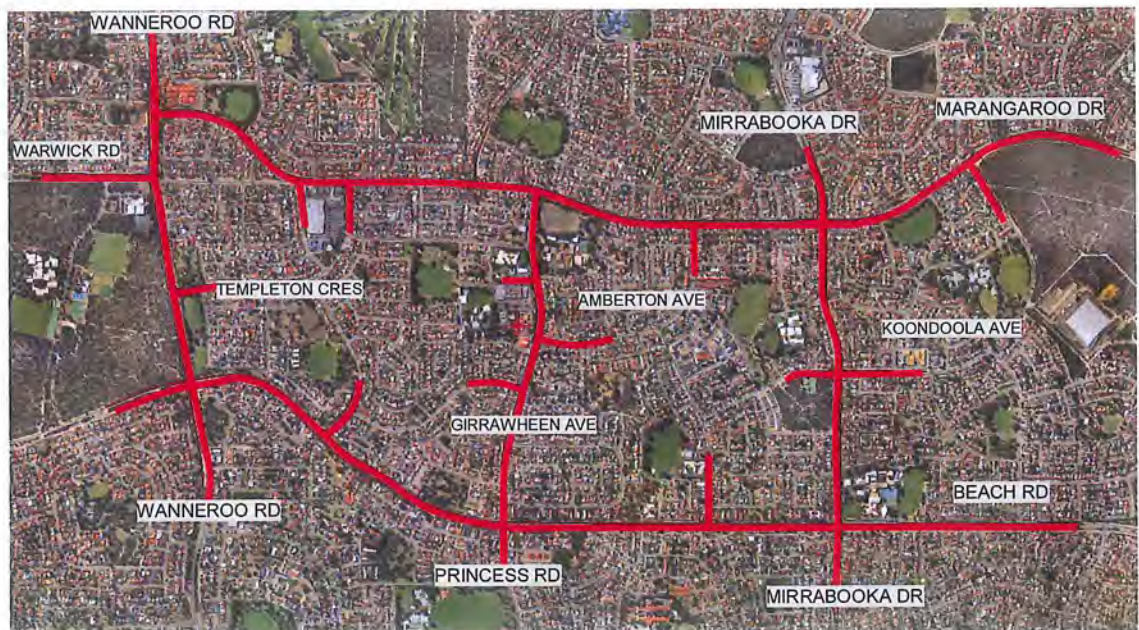 WANNEROO RD
MIRRABOOKA DR
MARANGAROO DR
WARWICK RD
TEMPLETON CRES
AMBERTON AVE
KOONDOOLA AVE
GIRRAWHEEN AVE
WANNEROO RD
BEACH RD
PRINCESS RD
MIRRABOOKA DR